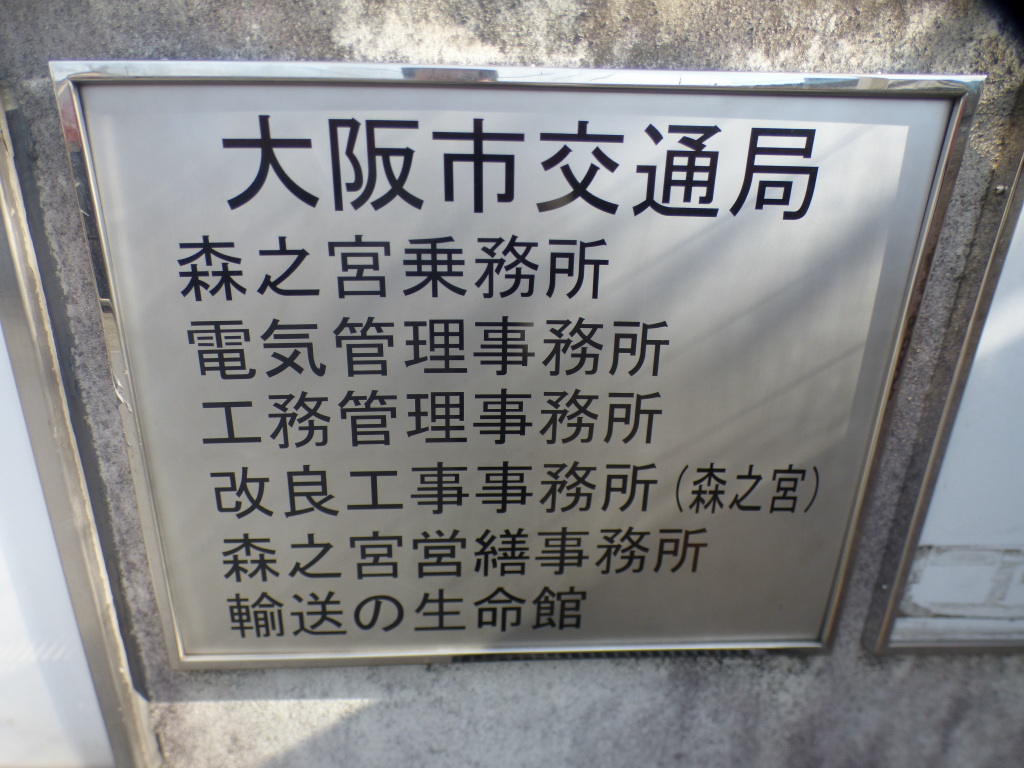 大阪市交通局
森之宮乗務所
電気管理事務所
工務管理事務所
改良工事事務所(森之宮)
森之宮営繕事務所
輸送の生命館